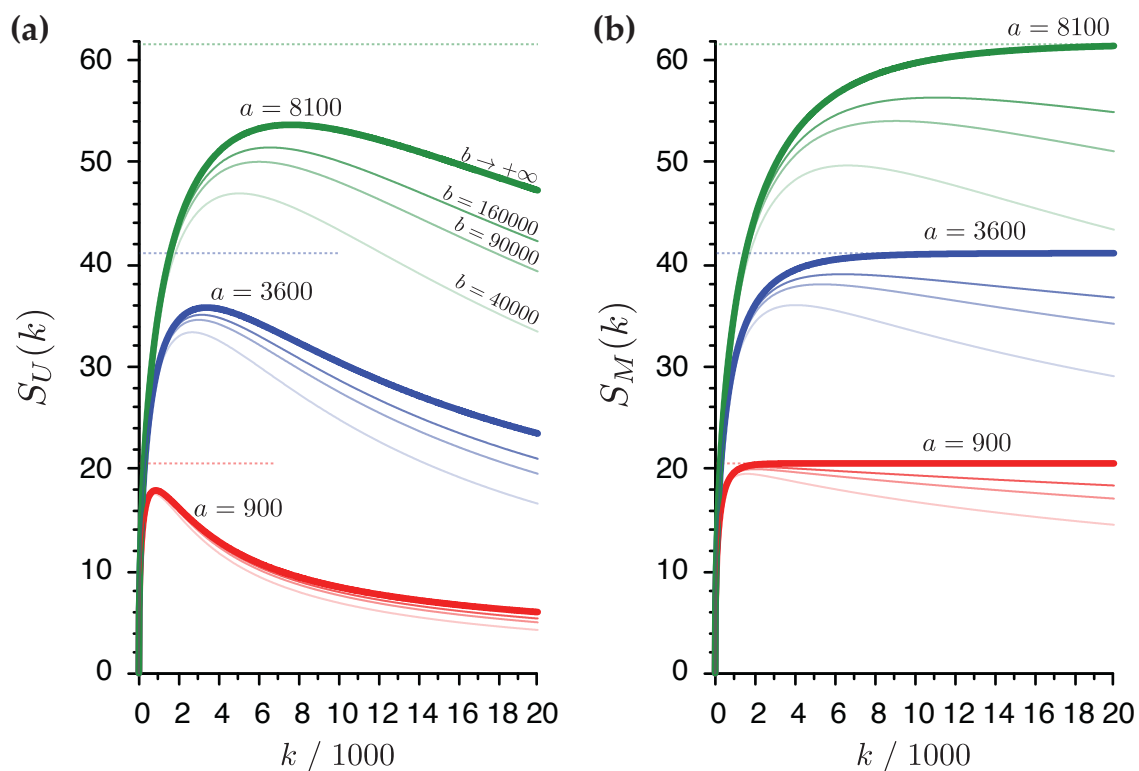 (a)
S_U(k)
60
50
40
30
20
10
0
a = 8100
b → +∞
b = 160000
b = 90000
b = 40000
a = 3600
a = 900
0 2 4 6 8 10 12 14 16 18 20
k / 1000
(b)
S_M(k)
60
50
40
30
20
10
0
a = 8100
a = 3600
a = 900
0 2 4 6 8 10 12 14 16 18 20
k / 1000